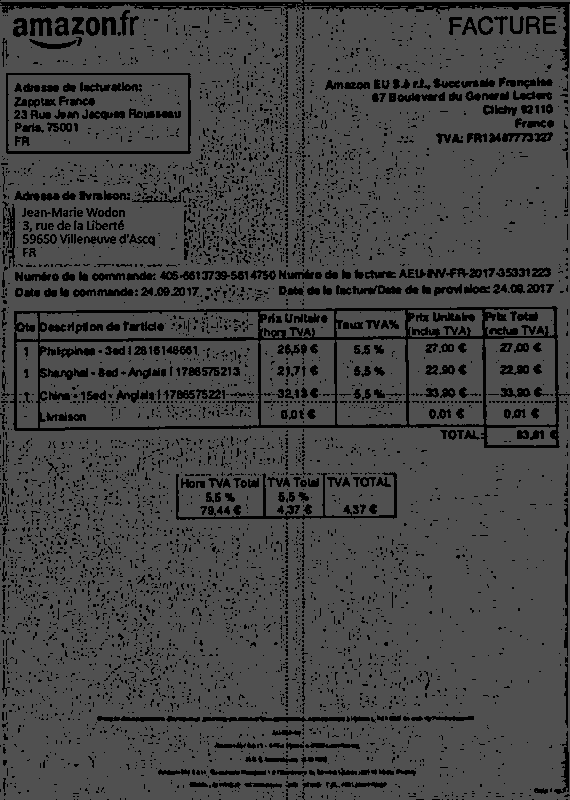 amazon.fr
FACTURE
Adresse de facturation:
Zapptax France
23 Rue Jean Jacques Rousseau
Paris, 75001
FR
Amazon EU S.à r.l., Succursale Française
67 Boulevard du General Leclerc
Clichy 92110
France
TVA: FR12487773327
Adresse de livraison:
Jean-Marie Wodon
3, rue de la Liberté
59650 Villeneuve d'Ascq
FR
Numéro de la commande: 405-5613739-5614750 Numéro de la facture: AEU-INV-FR-2017-35331223
Date de la commande: 24.09.2017 Date de la facture/Date de la provision: 24.09.2017
Qte Description de l'article Prix Unitaire (hors TVA) Taux TVA% Prix Unitaire (inclus TVA) Prix Total (inclus TVA)
1 Philippines - 3ed | 2816148661 25,59 € 5,5 % 27,00 € 27,00 €
1 Shanghai - 8ed - Anglais | 1786575213 21,71 € 5,5 % 22,90 € 22,90 €
1 China - 15ed - Anglais | 1786575221 32,13 € 5,5 % 33,90 € 33,90 €
Livraison 0,01 € 0,01 € 0,01 €
TOTAL: 83,81 €
Hors TVA Total TVA Total TVA TOTAL
5,5 % 5,5 %
79,44 € 4,37 € 4,37 €